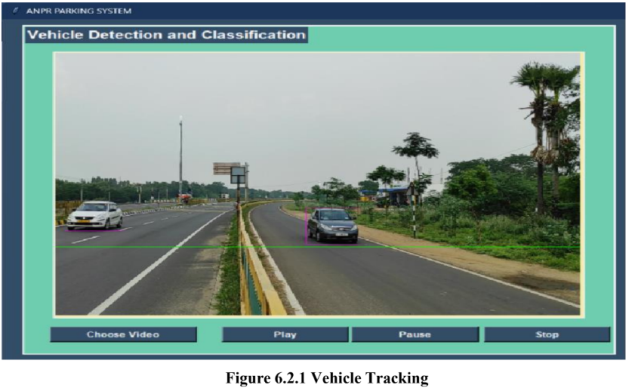 ANPR PARKING SYSTEM
Vehicle Detection and Classification
Choose Video
Play
Pause
Stop
Figure 6.2.1 Vehicle Tracking